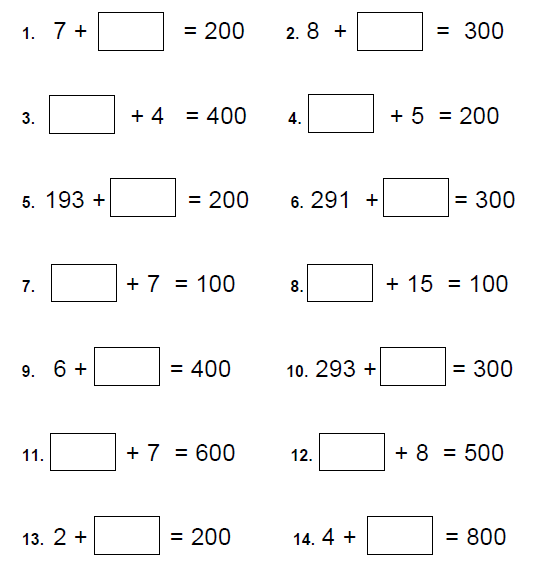 1. 7 + = 200 2. 8 + = 300
3. + 4 = 400 4. + 5 = 200
5. 193 + = 200 6. 291 + = 300
7. + 7 = 100 8. + 15 = 100
9. 6 + = 400 10. 293 + = 300
11. + 7 = 600 12. + 8 = 500
13. 2 + = 200 14. 4 + = 800